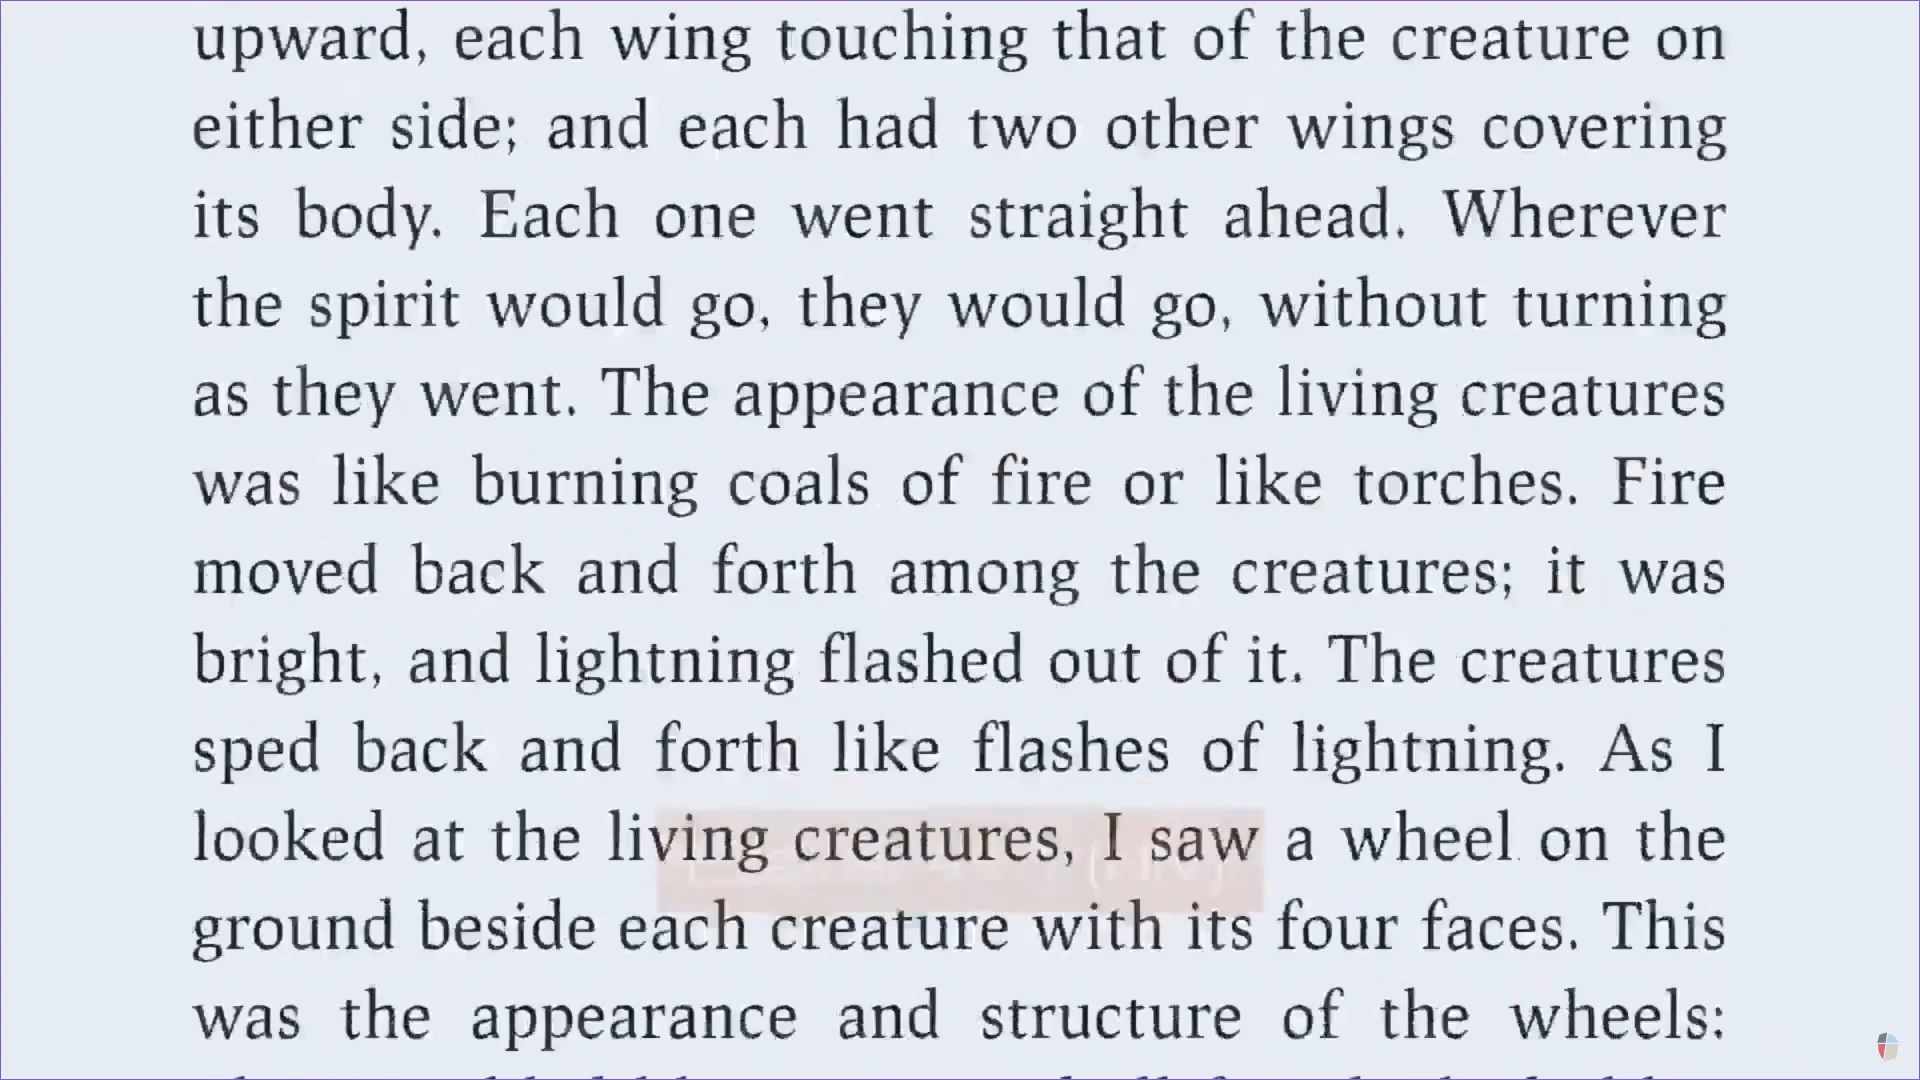 upward, each wing touching that of the creature on
either side; and each had two other wings covering
its body. Each one went straight ahead. Wherever
the spirit would go, they would go, without turning
as they went. The appearance of the living creatures
was like burning coals of fire or like torches. Fire
moved back and forth among the creatures; it was
bright, and lightning flashed out of it. The creatures
sped back and forth like flashes of lightning. As I
looked at the living creatures, I saw a wheel on the
ground beside each creature with its four faces. This
was the appearance and structure of the wheels: